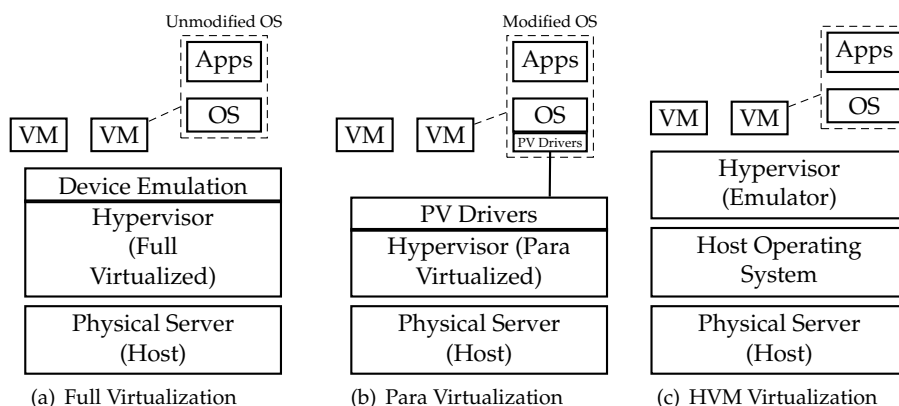 Unmodified OS
Apps
OS
VM
VM
Device Emulation
Hypervisor
(Full
Virtualized)
Physical Server
(Host)
(a) Full Virtualization
Modified OS
Apps
OS
PV Drivers
VM
VM
PV Drivers
Hypervisor (Para
Virtualized)
Physical Server
(Host)
(b) Para Virtualization
Apps
OS
VM
VM
Hypervisor
(Emulator)
Host Operating
System
Physical Server
(Host)
(c) HVM Virtualization